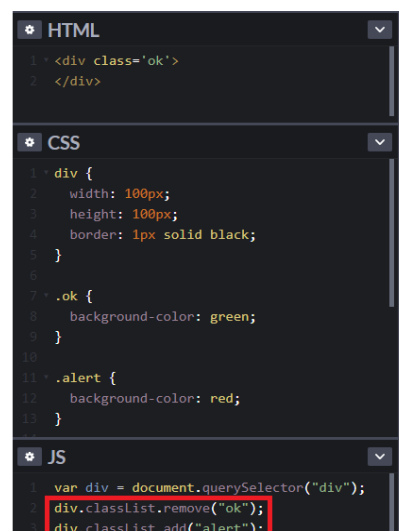 HTML
1 <div class='ok'>
2 </div>
CSS
1 div {
2 width: 100px;
3 height: 100px;
4 border: 1px solid black;
5 }
6
7 .ok {
8 background-color: green;
9 }
10
11 .alert {
12 background-color: red;
13 }
JS
1 var div = document.querySelector("div");
2 div.classList.remove("ok");
3 div.classList.add("alert");